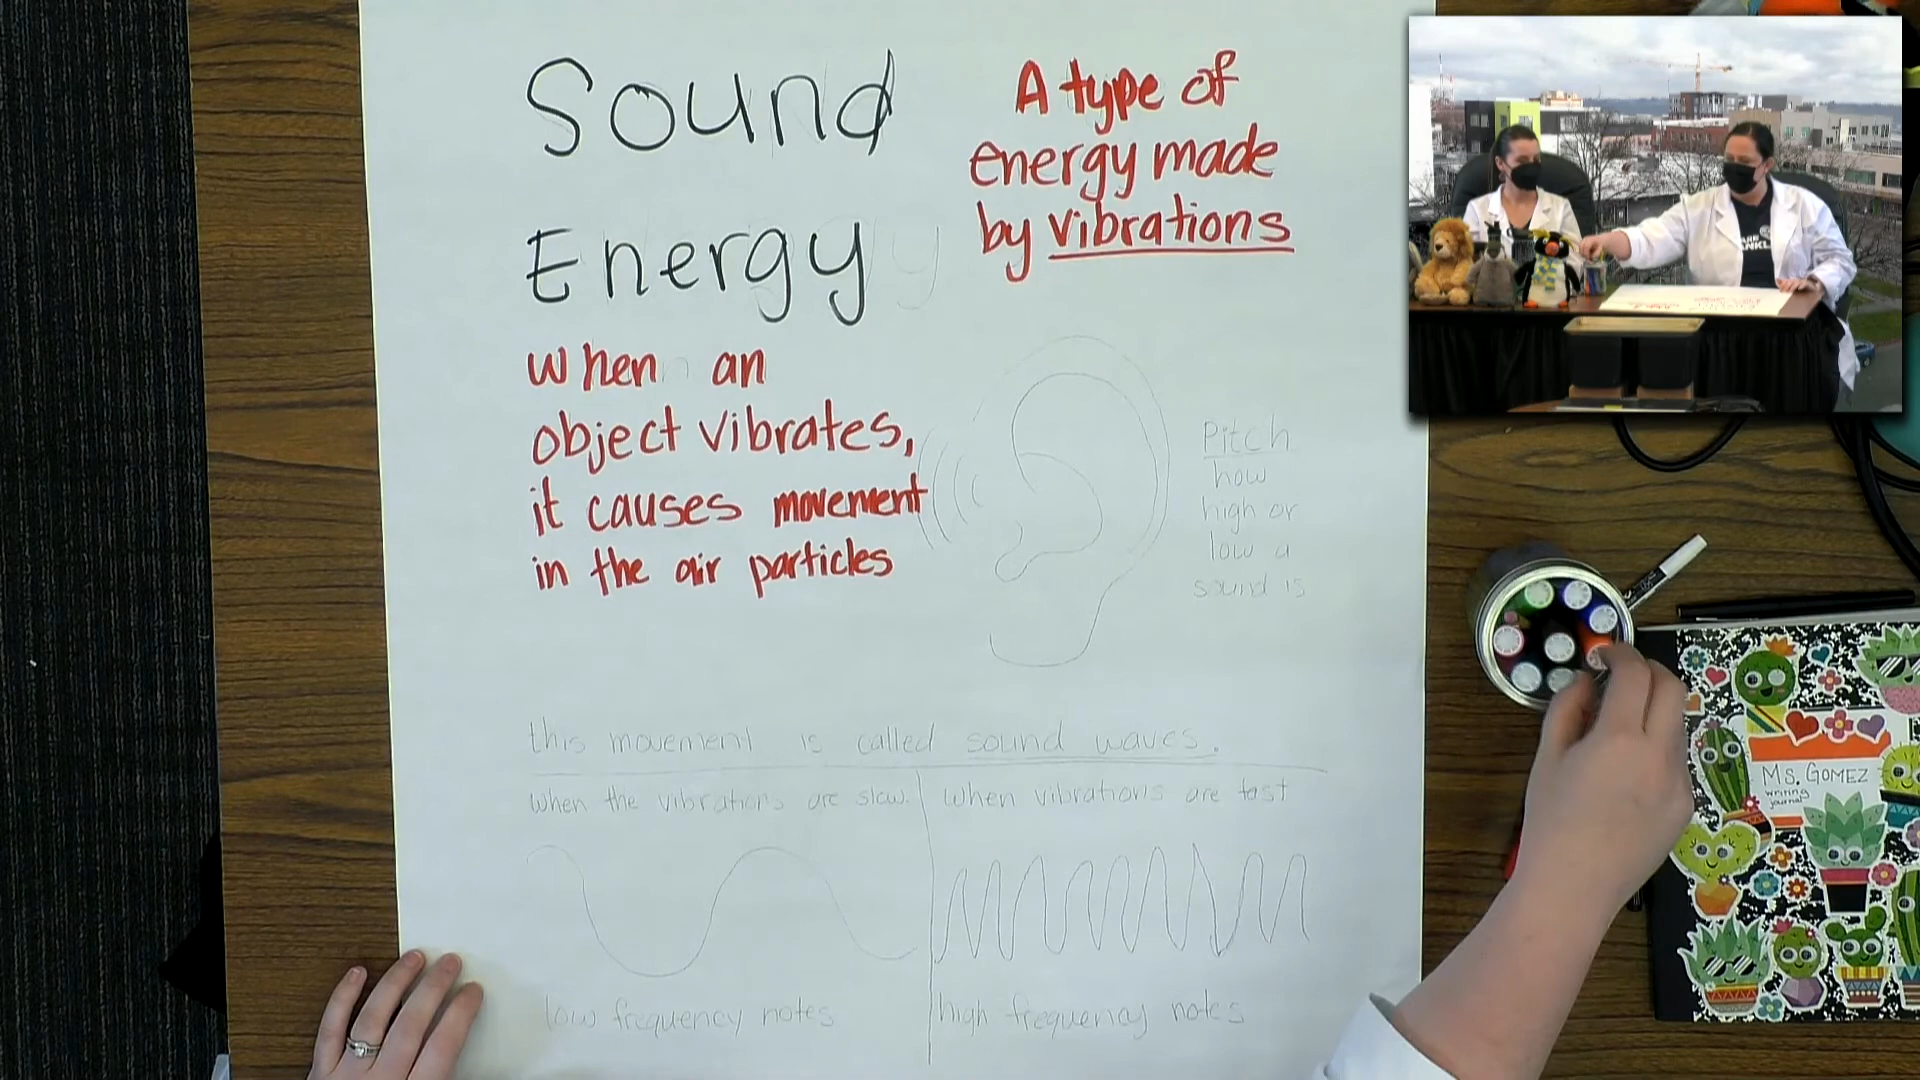 Sound
Energy
A type of
energy made
by vibrations
when an
object vibrates,
it causes movement
in the air particles
Pitch
how
high or
low a
sound is
this movement is called sound waves.
when the vibrations are slow.
low frequency notes
when vibrations are fast
high frequency notes
Ms. Gomez
writing
journal